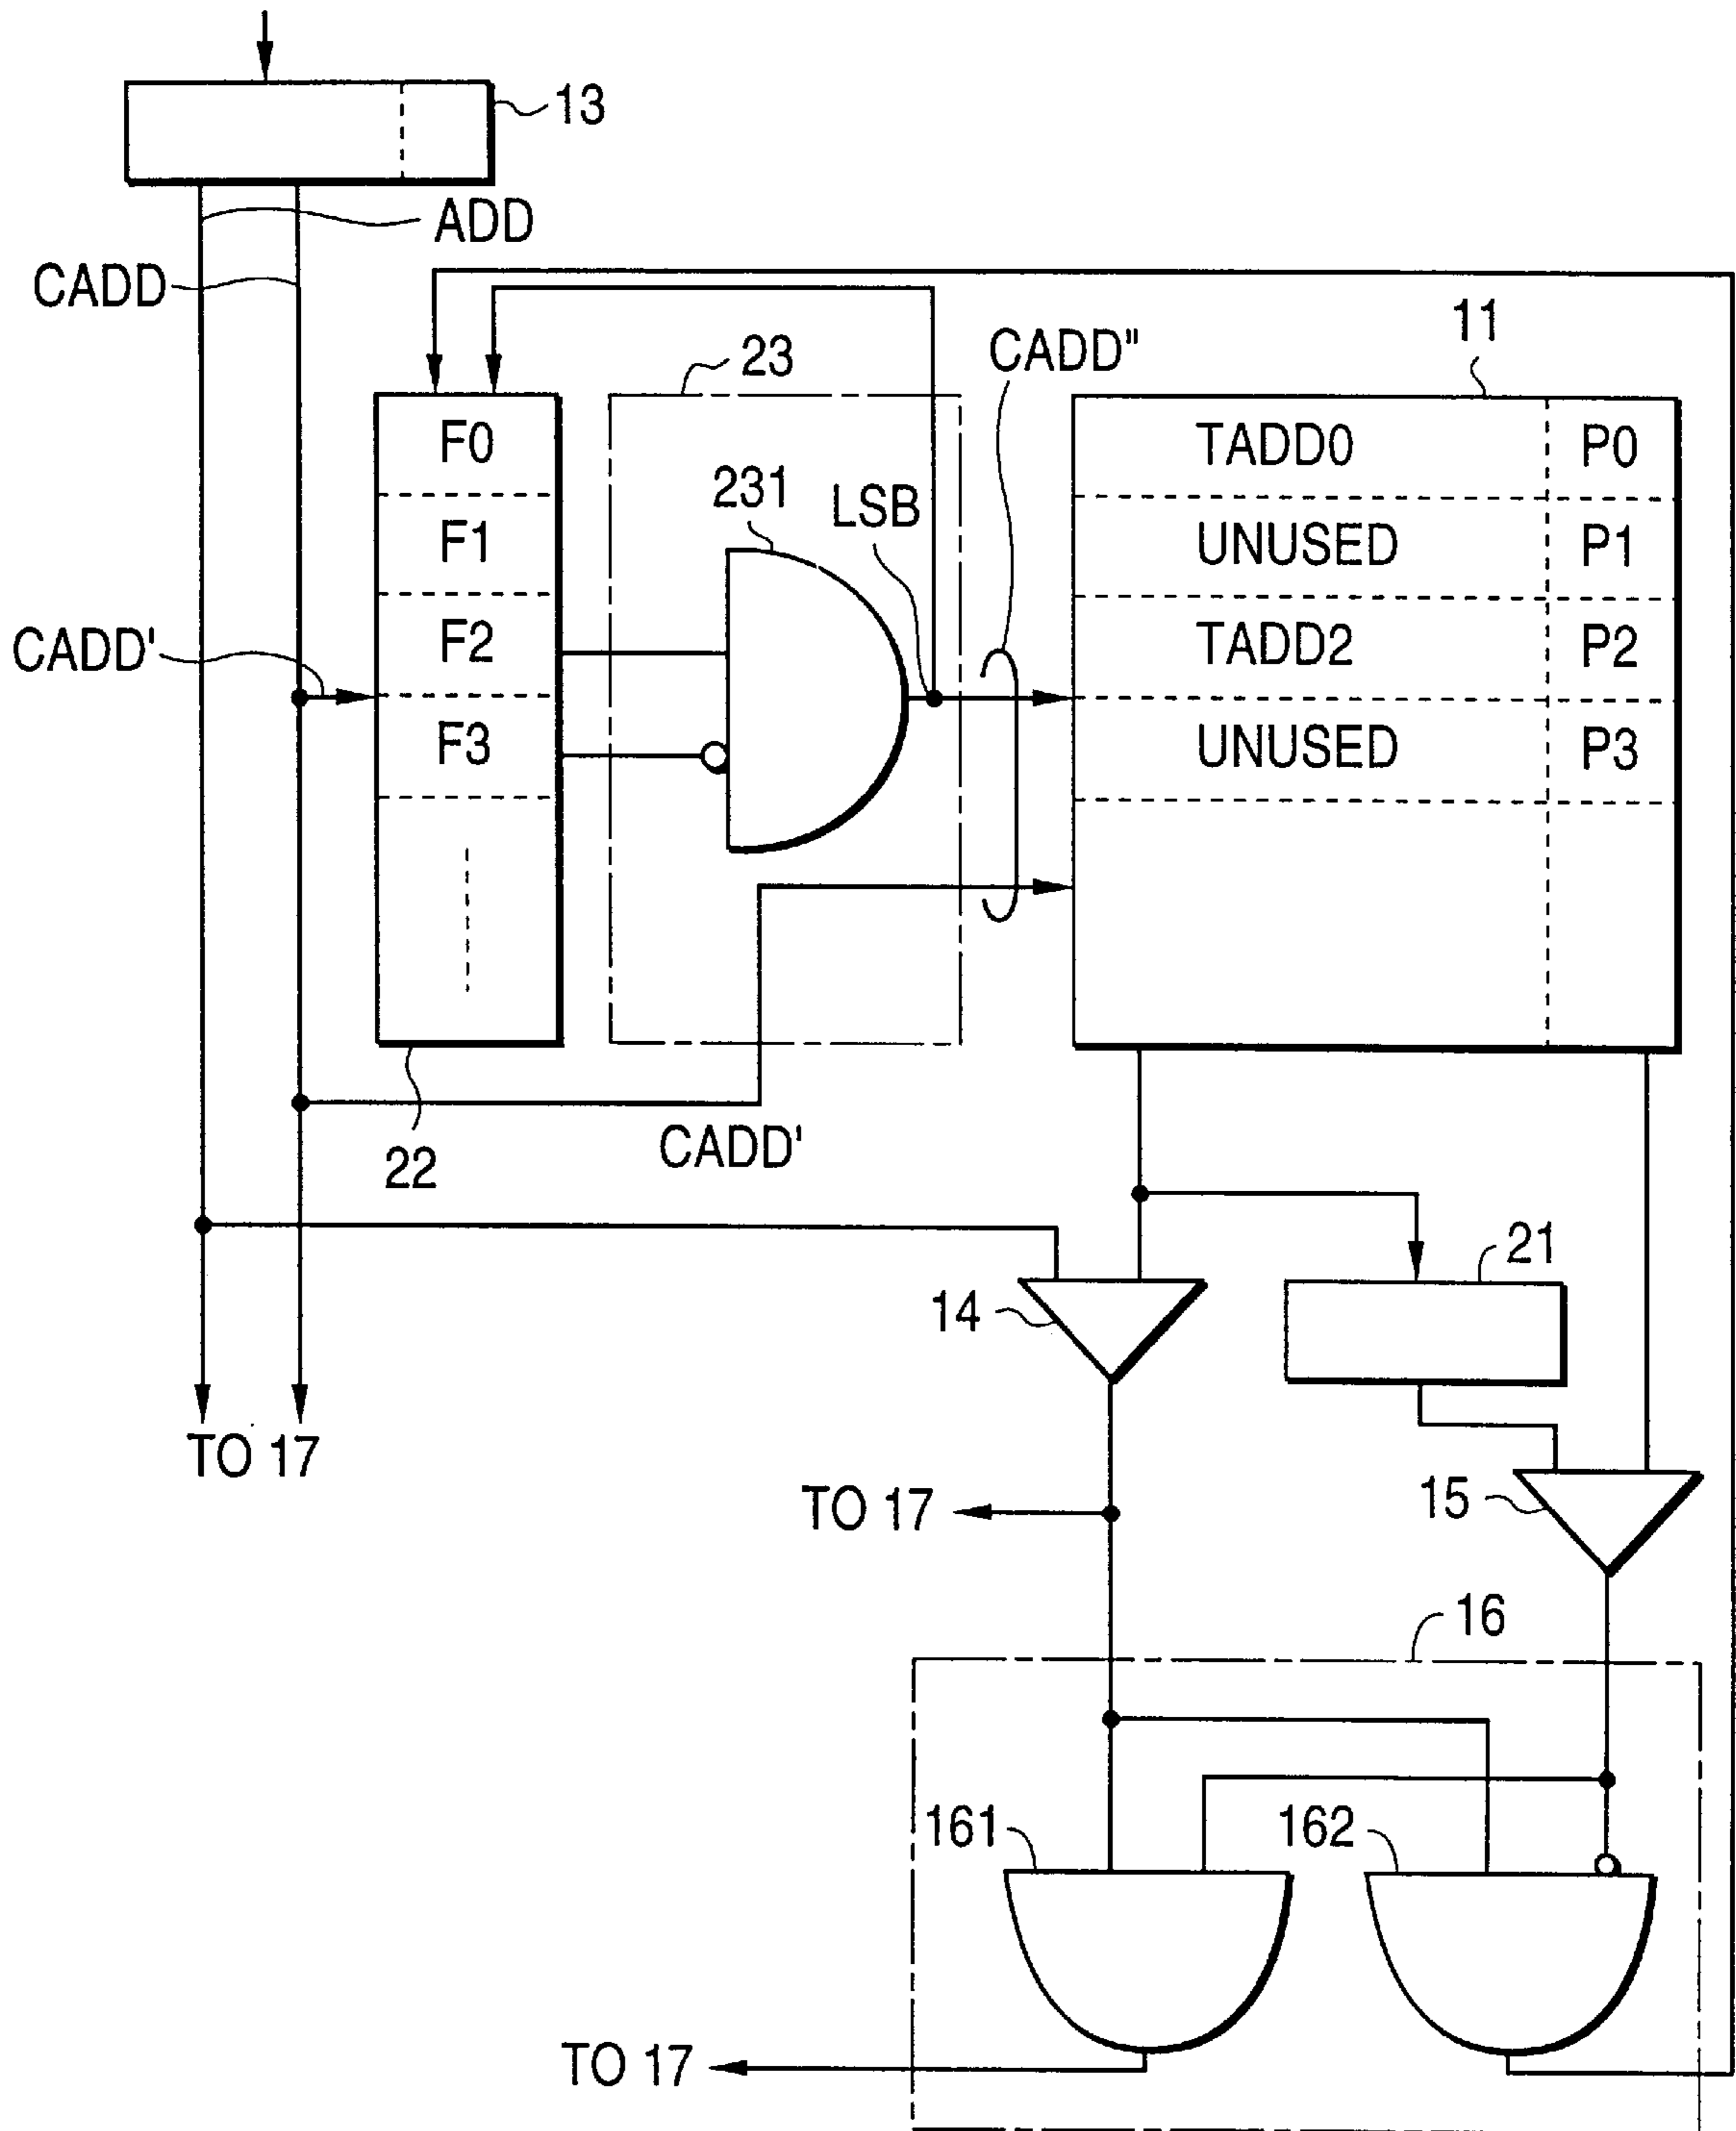 13
ADD
CADD
11
23
CADD"
F0
TADD0 P0
231
LSB
F1
UNUSED P1
CADD'
F2
TADD2 P2
F3
UNUSED P3
22
CADD'
21
14
TO 17
TO 17
15
16
161
162
TO 17